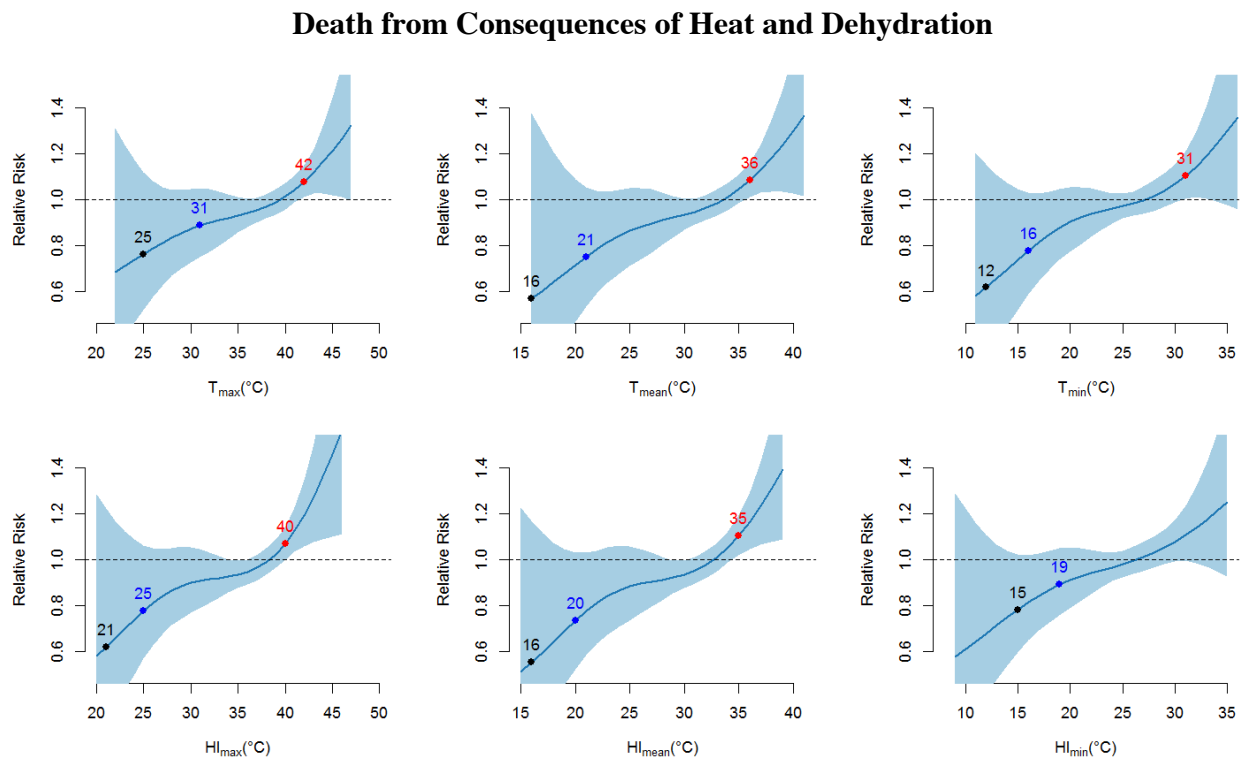 Death from Consequences of Heat and Dehydration
Relative Risk
0.6 0.8 1.0 1.2 1.4
25
31
42
20 25 30 35 40 45 50
Tmax(°C)
Relative Risk
0.6 0.8 1.0 1.2 1.4
16
21
36
15 20 25 30 35 40
Tmean(°C)
Relative Risk
0.6 0.8 1.0 1.2 1.4
12
16
31
10 15 20 25 30 35
Tmin(°C)
Relative Risk
0.6 0.8 1.0 1.2 1.4
21
25
40
20 25 30 35 40 45 50
HImax(°C)
Relative Risk
0.6 0.8 1.0 1.2 1.4
16
20
35
15 20 25 30 35 40
HImean(°C)
Relative Risk
0.6 0.8 1.0 1.2 1.4
15
19
10 15 20 25 30 35
HImin(°C)